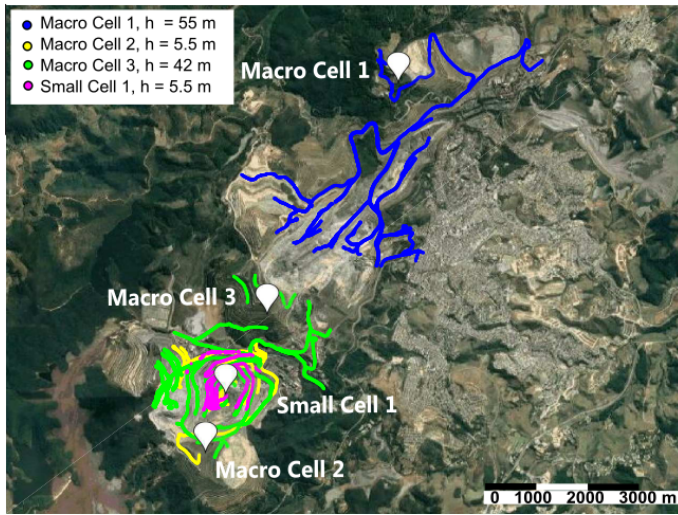 Macro Cell 1, h = 55 m
Macro Cell 2, h = 5.5 m
Macro Cell 3, h = 42 m
Small Cell 1, h = 5.5 m
Macro Cell 1
Macro Cell 3
Small Cell 1
Macro Cell 2
0 1000 2000 3000 m